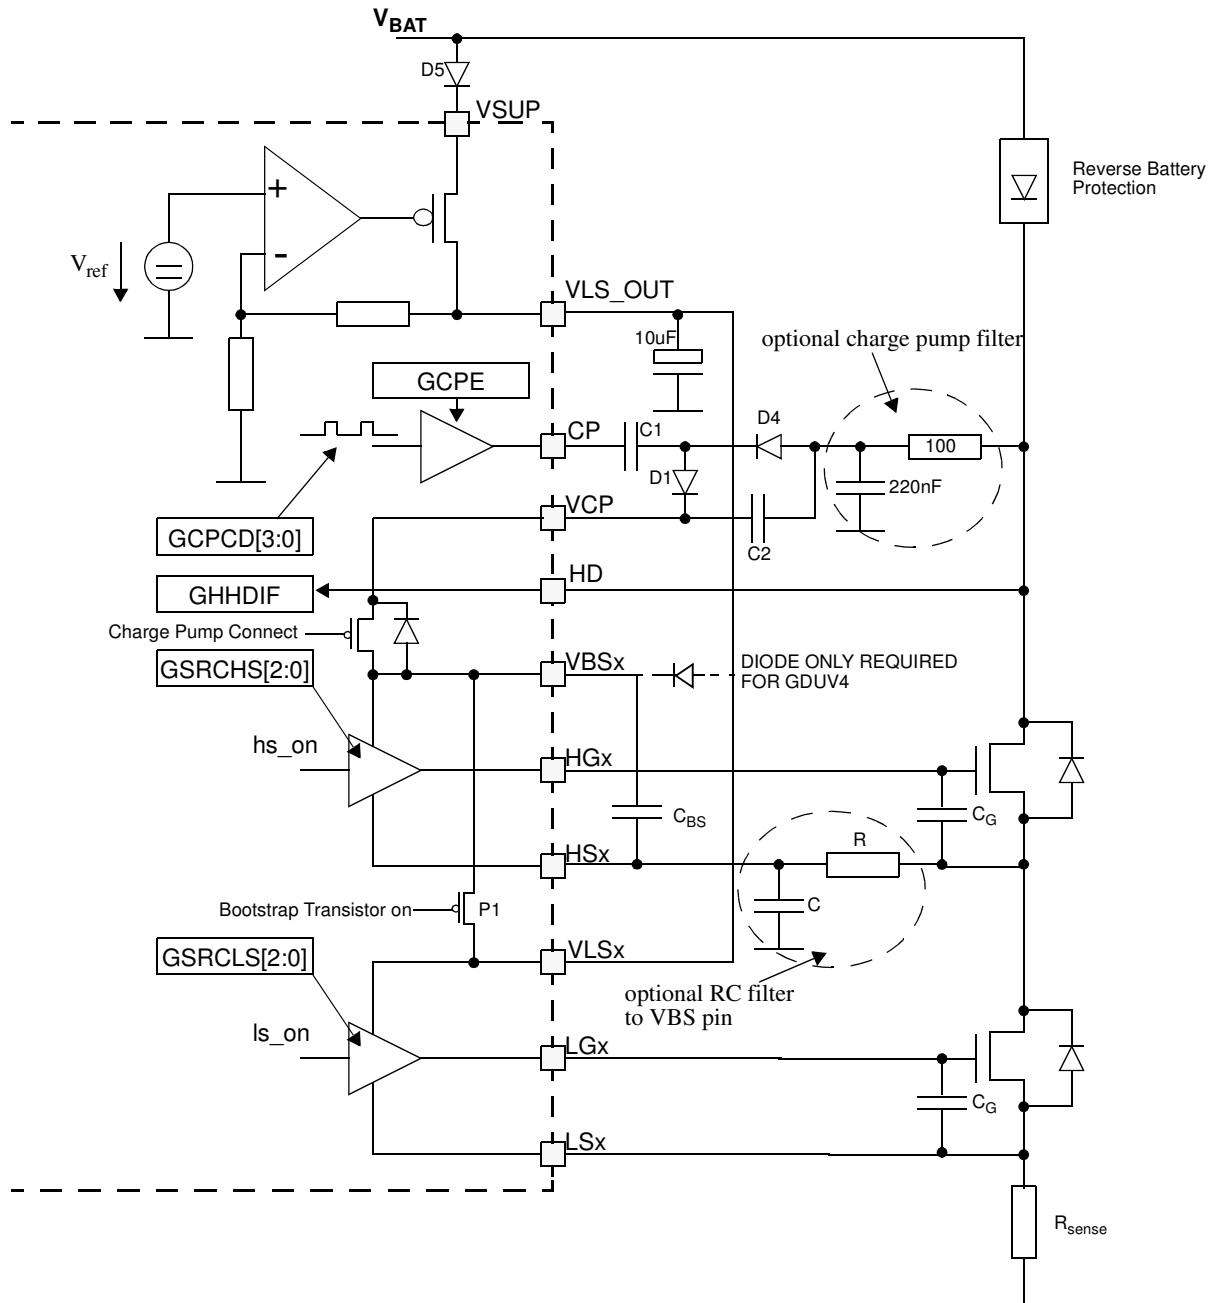 VBAT
D5
VSUP
Reverse Battery
Protection
+
-
Vref
VLS_OUT
10uF
optional charge pump filter
GCPE
CP
C1
D4
100
D1
220nF
VCP
C2
GCPCD[3:0]
HD
GHHDIF
Charge Pump Connect
GSRCHS[2:0]
VBSx
DIODE ONLY REQUIRED
FOR GDUV4
hs_on
HGx
CBS
CG
R
HSx
C
Bootstrap Transistor on
P1
GSRCLS[2:0]
VLSx
optional RC filter
to VBS pin
ls_on
LGx
CG
LSx
Rsense